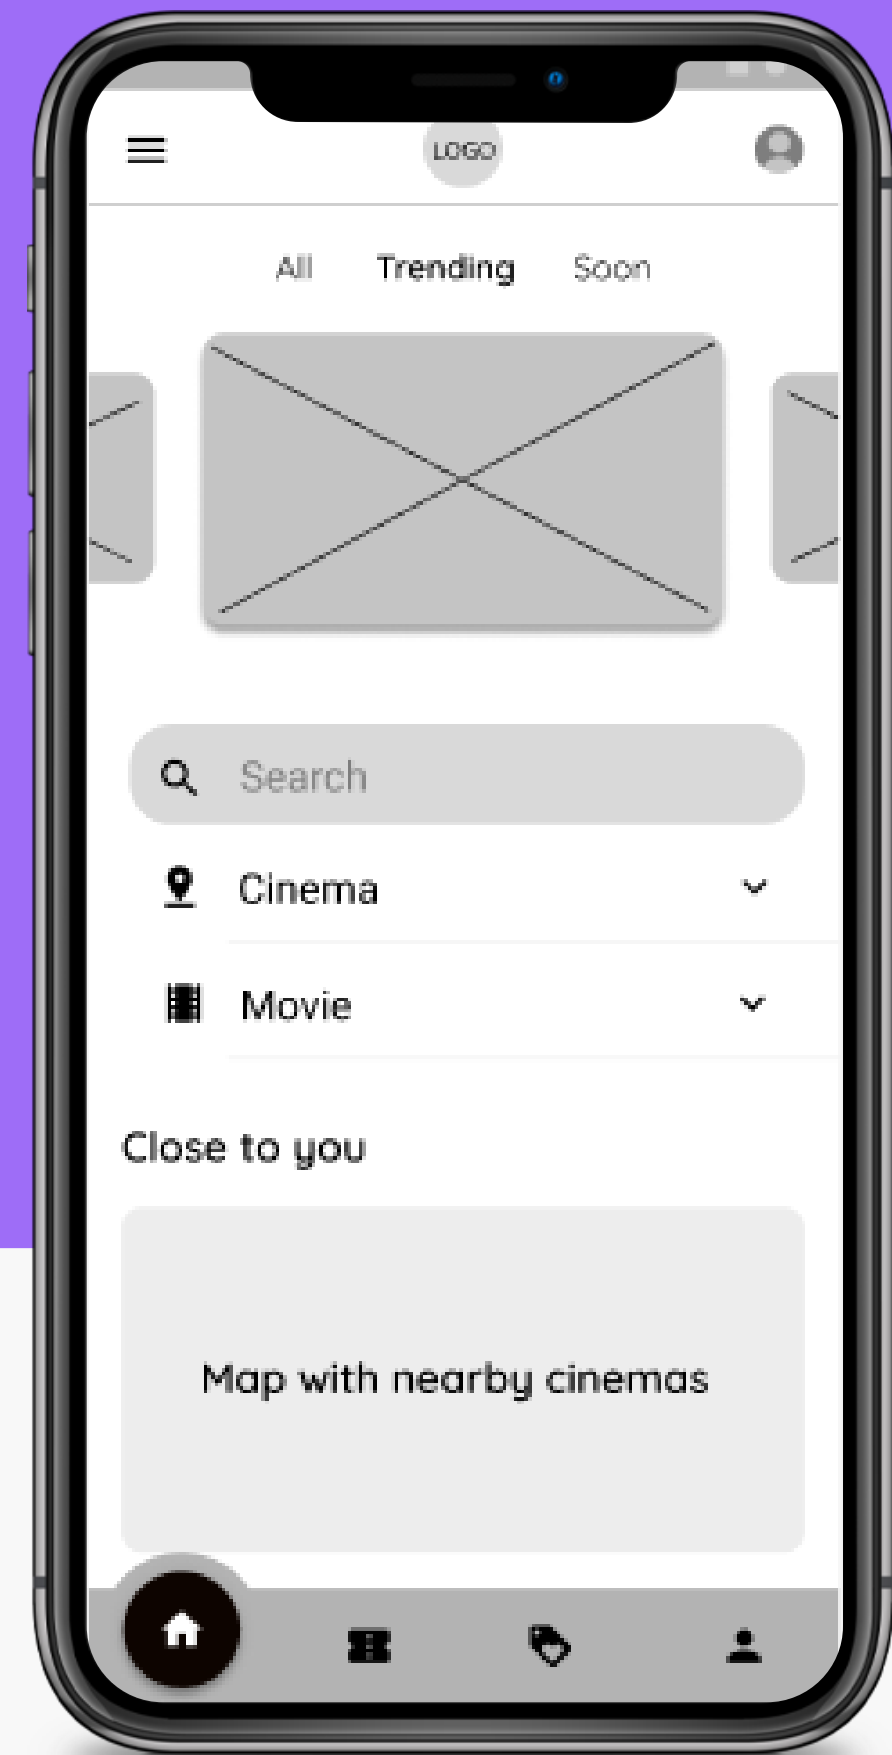 LOGO
All Trending Soon
Search
Cinema
Movie
Close to you
Map with nearby cinemas